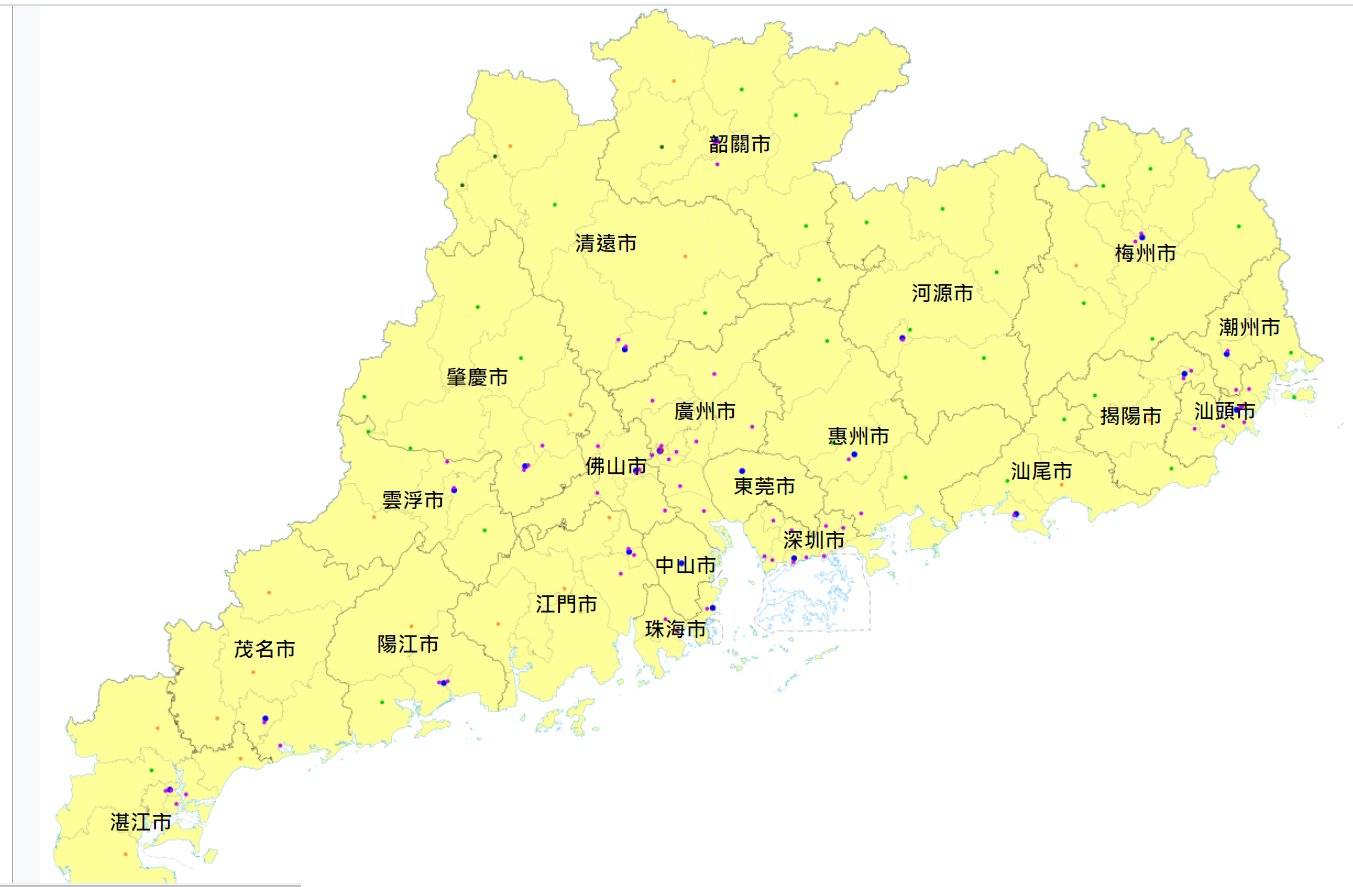 韶關市
清遠市
梅州市
河源市
潮州市
肇慶市
廣州市
揭陽市
汕頭市
惠州市
佛山市
汕尾市
東莞市
雲浮市
深圳市
中山市
江門市
珠海市
陽江市
茂名市
湛江市